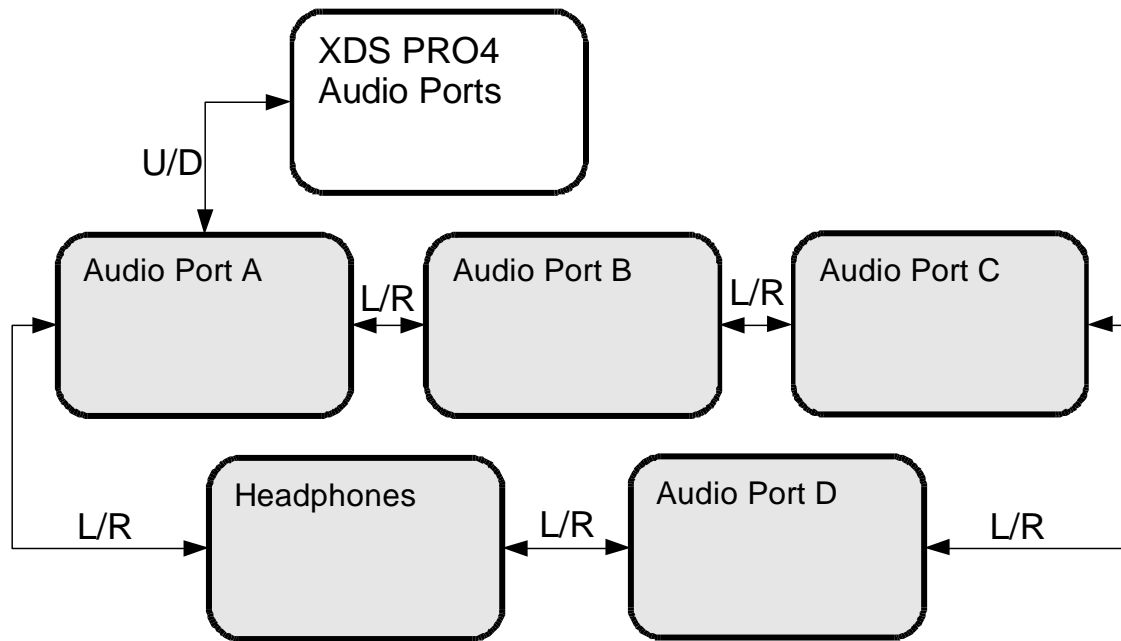 XDS PRO4
Audio Ports
U/D
Audio Port A
L/R
Audio Port B
L/R
Audio Port C
L/R
Headphones
L/R
Audio Port D
L/R